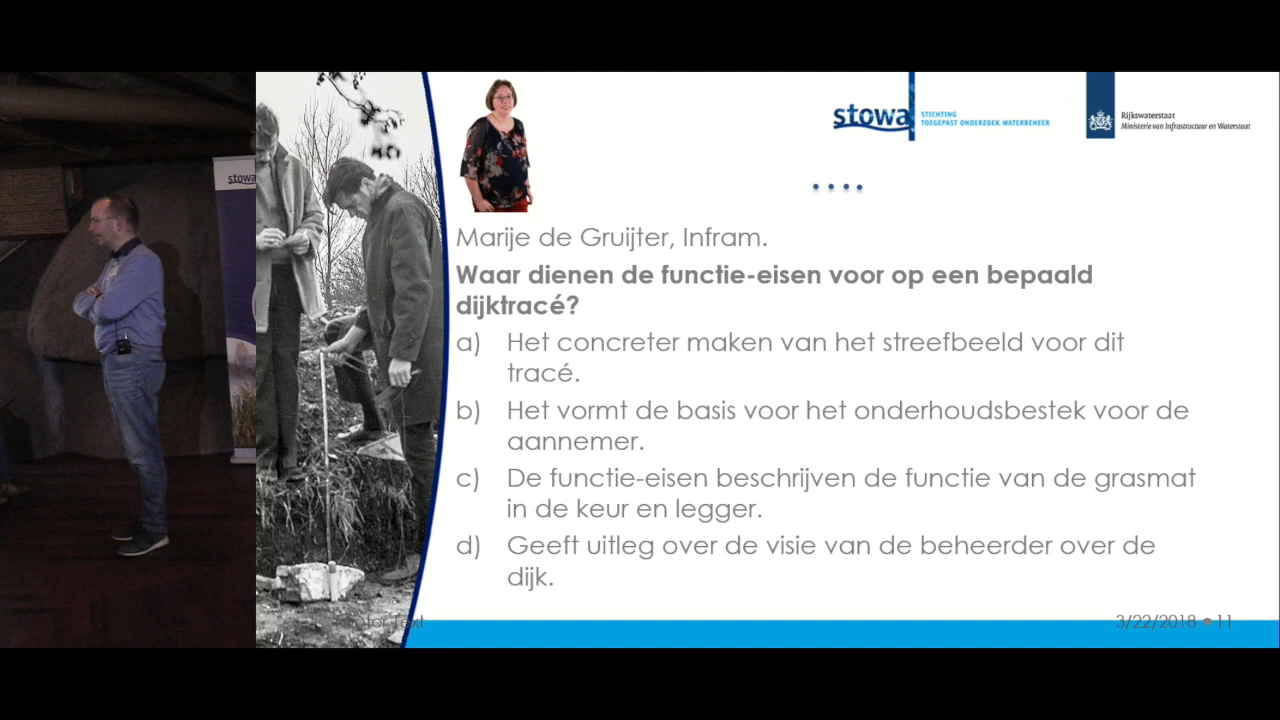 stowa
STICHTING
TOEGEPAST ONDERZOEK WATERBEHEER
Rijkswaterstaat
Ministerie van Infrastructuur en Waterstaat
stowa
Marije de Gruijter, Infram.
Waar dienen de functie-eisen voor op een bepaald
dijktracé?
a) Het concreter maken van het streefbeeld voor dit
tracé.
b) Het vormt de basis voor het onderhoudsbestek voor de
aannemer.
c) De functie-eisen beschrijven de functie van de grasmat
in de keur en legger.
d) Geeft uitleg over de visie van de beheerder over de
dijk.
Text
3/22/2018 • 11